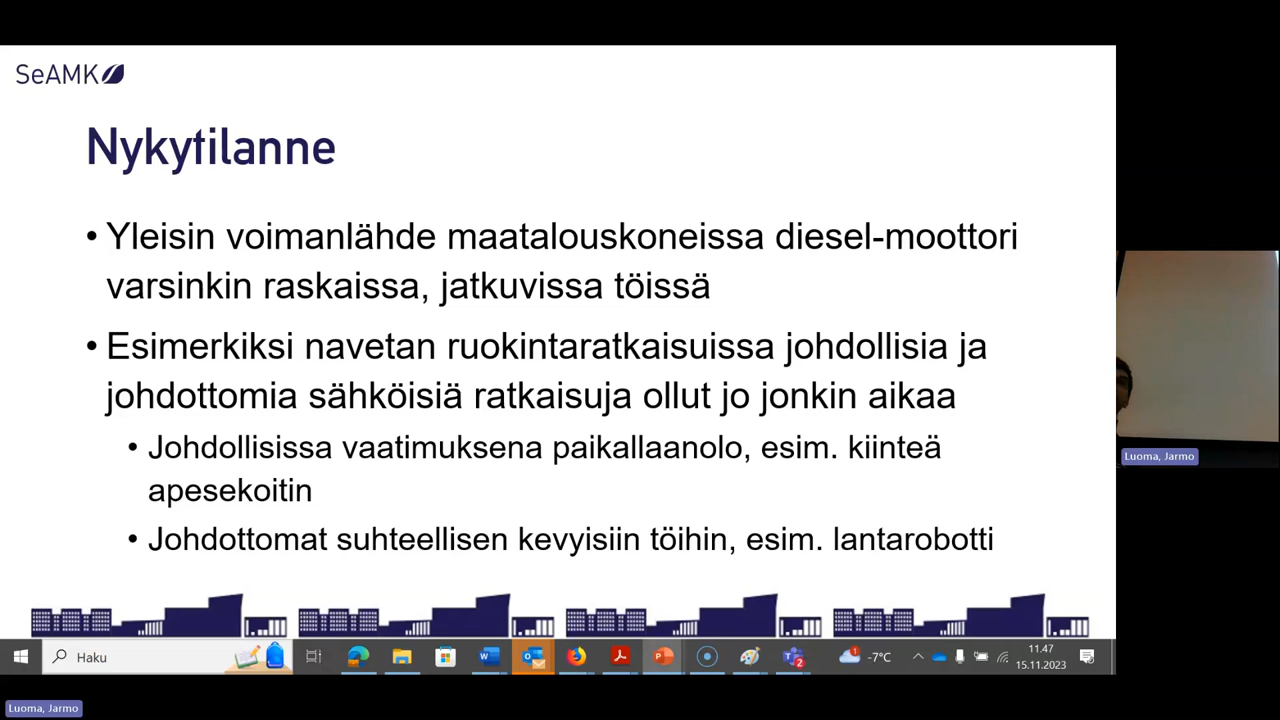 SeAMK
Nykytilanne
• Yleisin voimanlähde maatalouskoneissa diesel-moottori
varsinkin raskaissa, jatkuvissa töissä
• Esimerkiksi navetan ruokintaratkaisuissa johdollisia ja
johdottomia sähköisiä ratkaisuja ollut jo jonkin aikaa
• Johdollisissa vaatimuksena paikallaanolo, esim. kiinteä
apesekoitin
• Johdottomat suhteellisen kevyisiin töihin, esim. lantarobotti
Luoma, Jarmo
Haku
-7°C
11.47
15.11.2023
Luoma, Jarmo